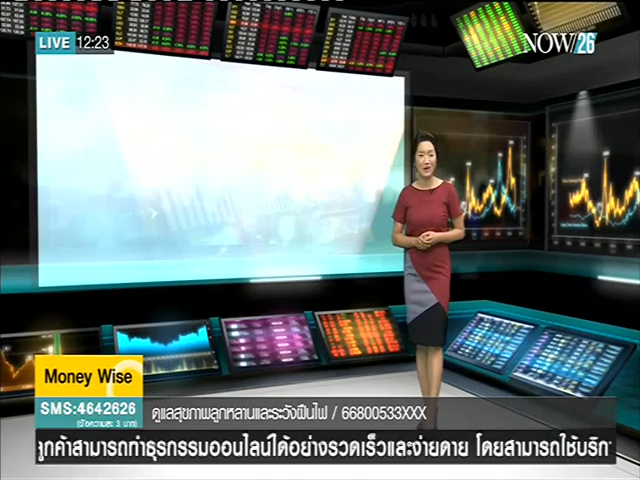 LIVE 12:23
NOW 26
Money Wise
SMS:4642626
(ข้อความละ 3 บาท)
ดูแลสุขภาพลูกหลานและระวังฝืนไฟ / 66800533XXX
ลูกค้าสามารถทำธุรกรรมออนไลน์ได้อย่างรวดเร็วและง่ายดาย โดยสามารถใช้บริก